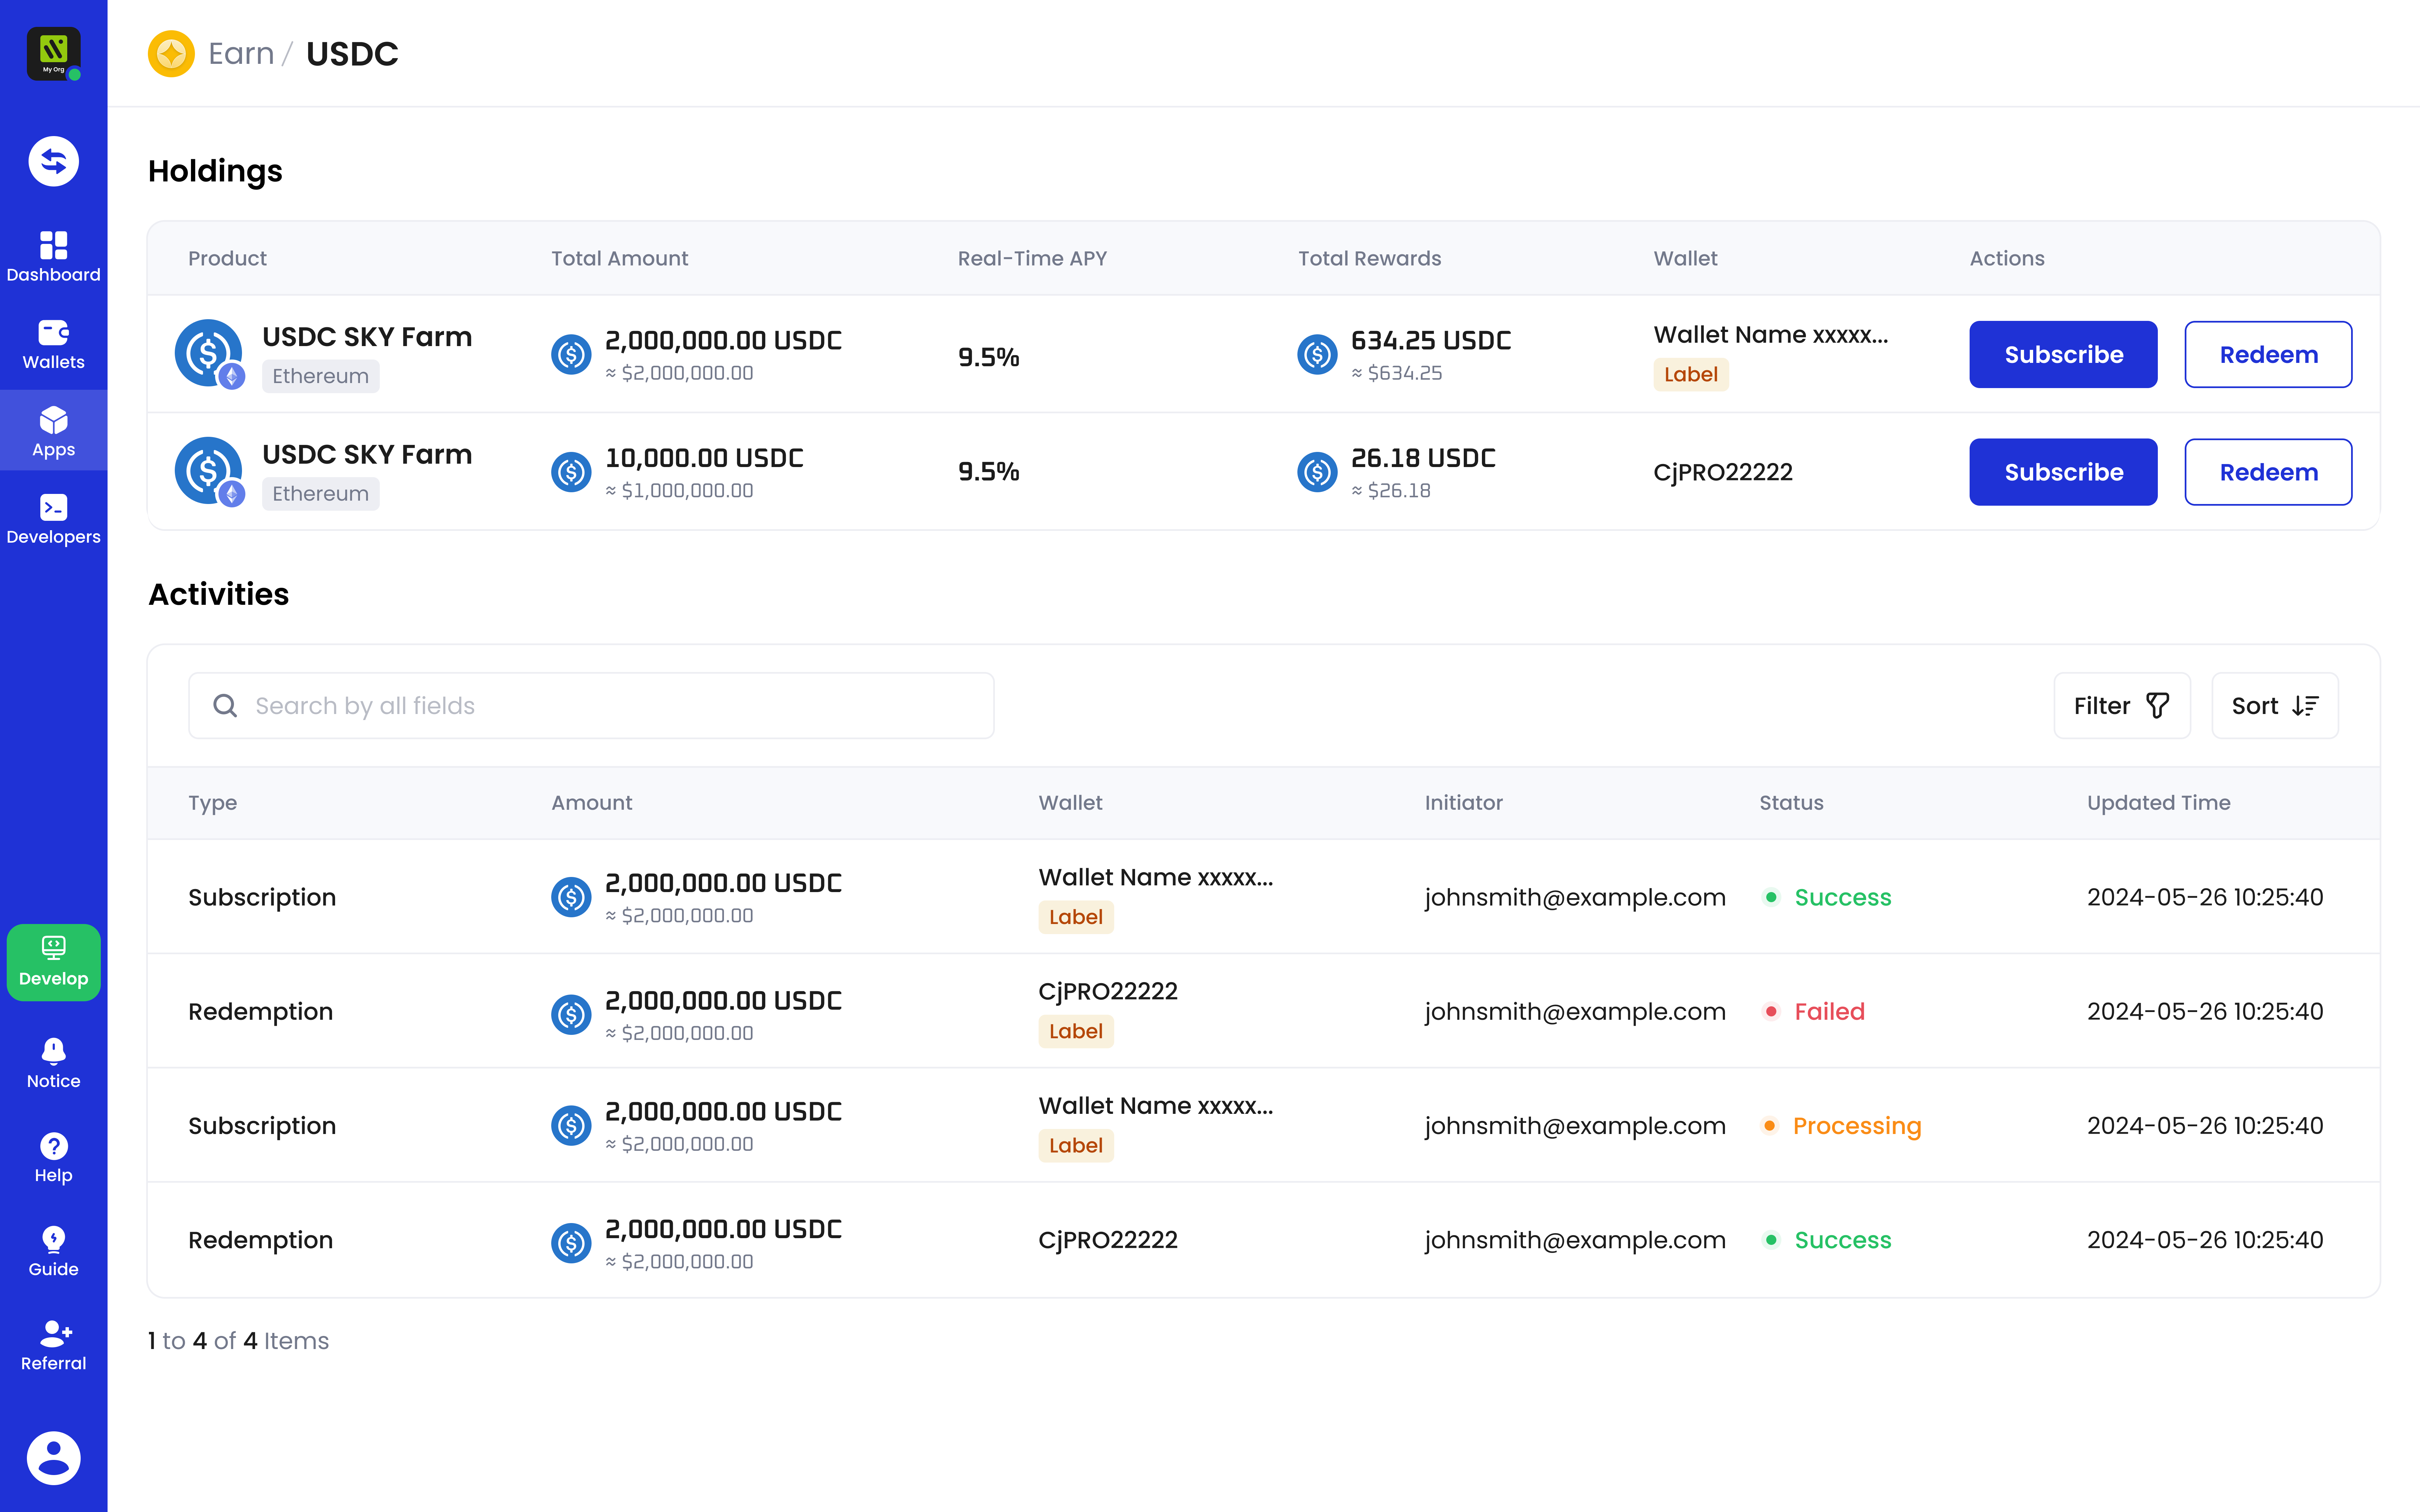 My Org
Earn / USDC
Dashboard
Wallets
Apps
Developers
Develop
Notice
Help
Guide
Referral
Holdings
Product Total Amount Real-Time APY Total Rewards Wallet Actions
USDC SKY Farm 2,000,000.00 USDC 9.5% 634.25 USDC Wallet Name xxxxx... Subscribe Redeem
Ethereum ≈ $2,000,000.00 ≈ $634.25 Label
USDC SKY Farm 10,000.00 USDC 9.5% 26.18 USDC CjPRO22222 Subscribe Redeem
Ethereum ≈ $1,000,000.00 ≈ $26.18
Activities
Search by all fields Filter Sort
Type Amount Wallet Initiator Status Updated Time
Subscription 2,000,000.00 USDC Wallet Name xxxxx... johnsmith@example.com Success 2024-05-26 10:25:40
≈ $2,000,000.00 Label
Redemption 2,000,000.00 USDC CjPRO22222 johnsmith@example.com Failed 2024-05-26 10:25:40
≈ $2,000,000.00 Label
Subscription 2,000,000.00 USDC Wallet Name xxxxx... johnsmith@example.com Processing 2024-05-26 10:25:40
≈ $2,000,000.00 Label
Redemption 2,000,000.00 USDC CjPRO22222 johnsmith@example.com Success 2024-05-26 10:25:40
≈ $2,000,000.00
1 to 4 of 4 Items